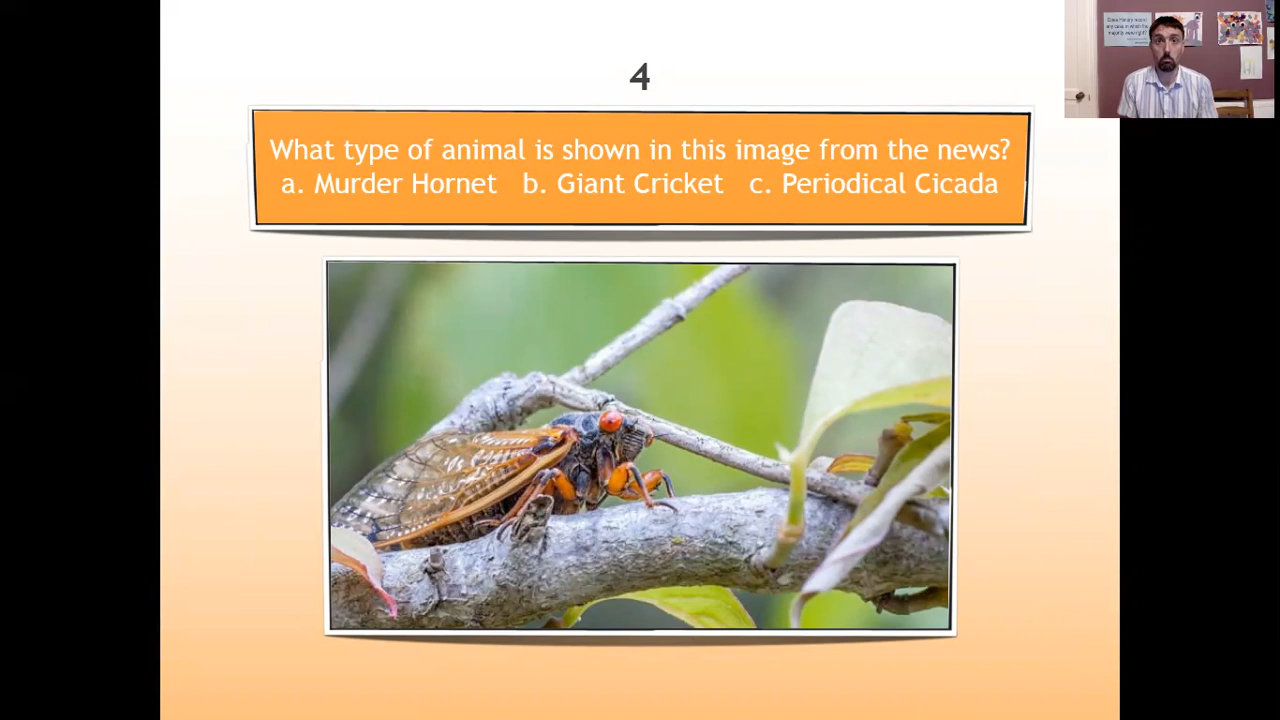 4
What type of animal is shown in this image from the news?
a. Murder Hornet b. Giant Cricket c. Periodical Cicada